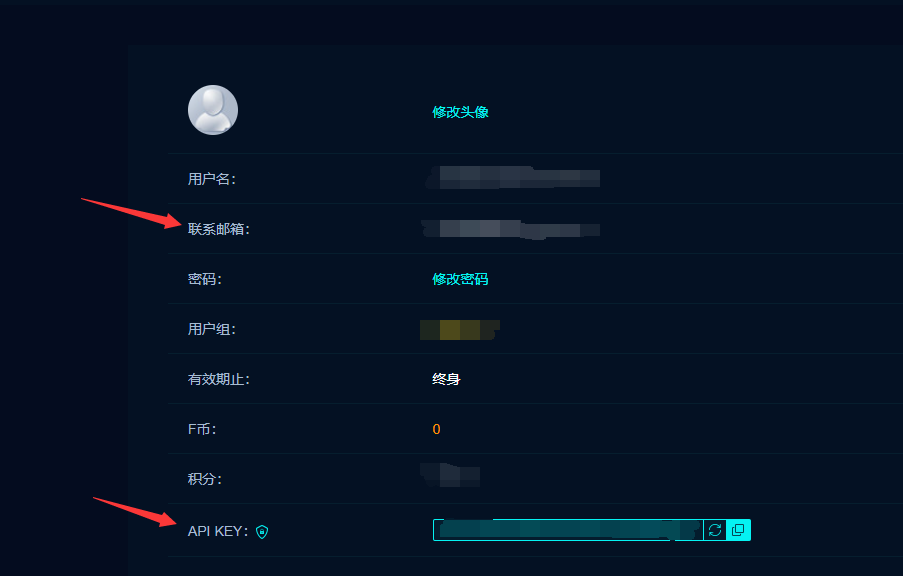 修改头像
用户名：
联系邮箱：
密码： 修改密码
用户组：
有效期止： 终身
F币： 0
积分：
API KEY：